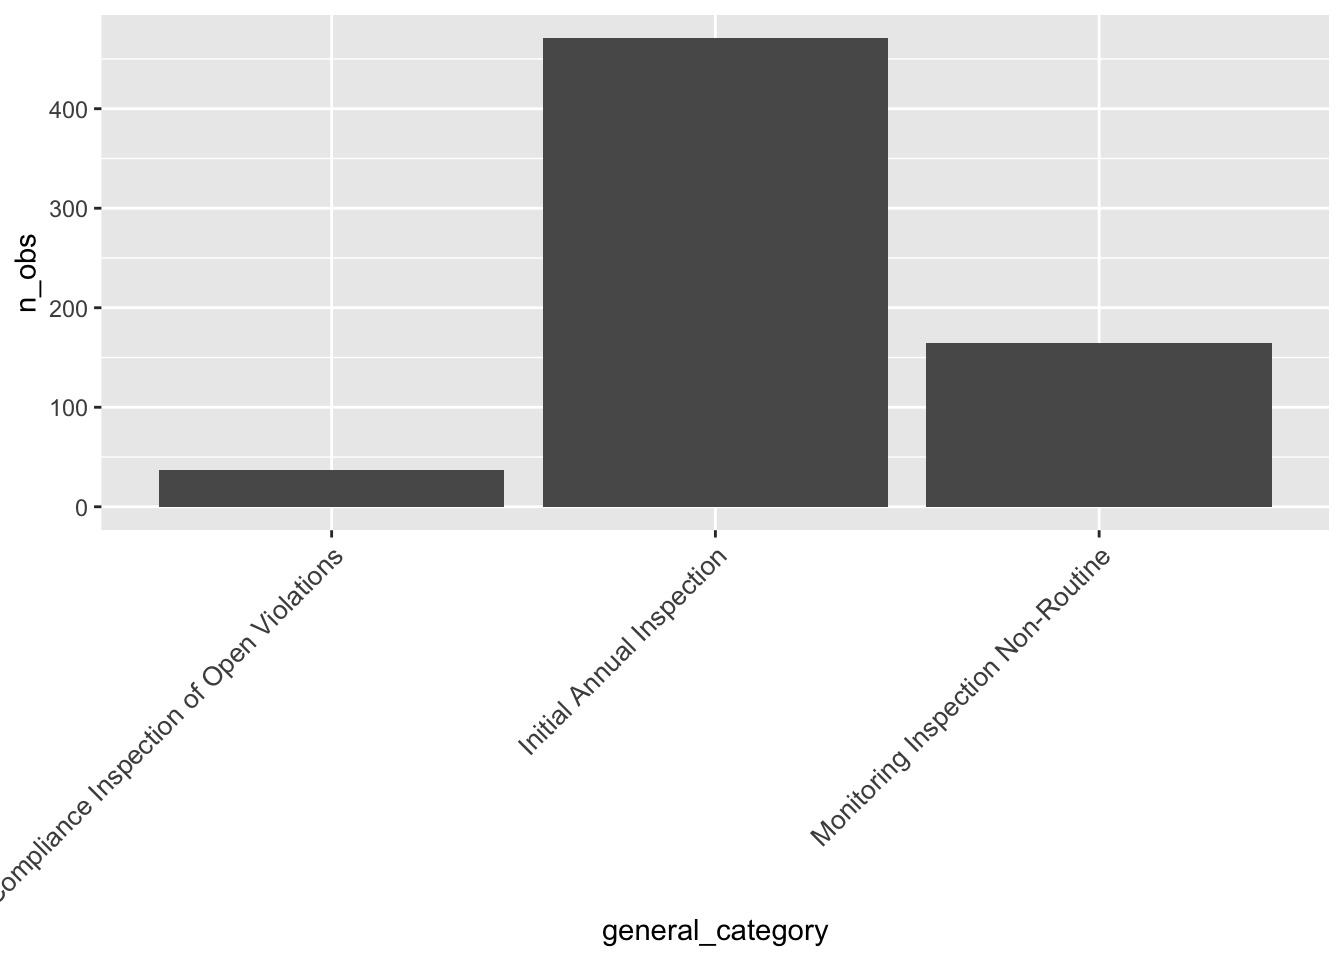 n_obs
400
300
200
100
0
ompliance Inspection of Open Violations
Initial Annual Inspection
Monitoring Inspection Non-Routine
general_category